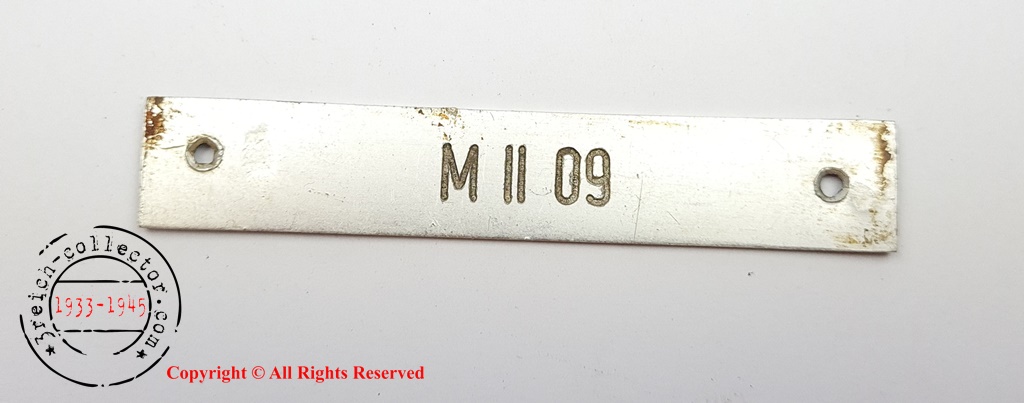 M II 09
3reich-collector.com
1933-1945
Copyright © All Rights Reserved